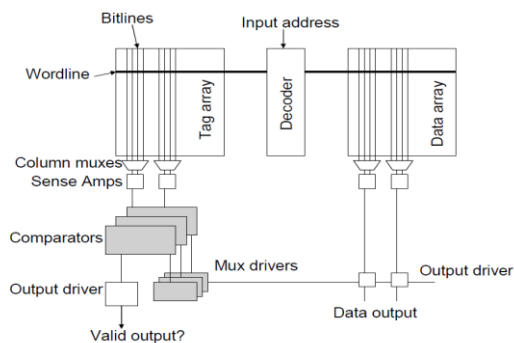 Bitlines
Input address
Wordline
Tag array
Decoder
Data array
Column muxes
Sense Amps
Comparators
Mux drivers
Output driver
Output driver
Data output
Valid output?